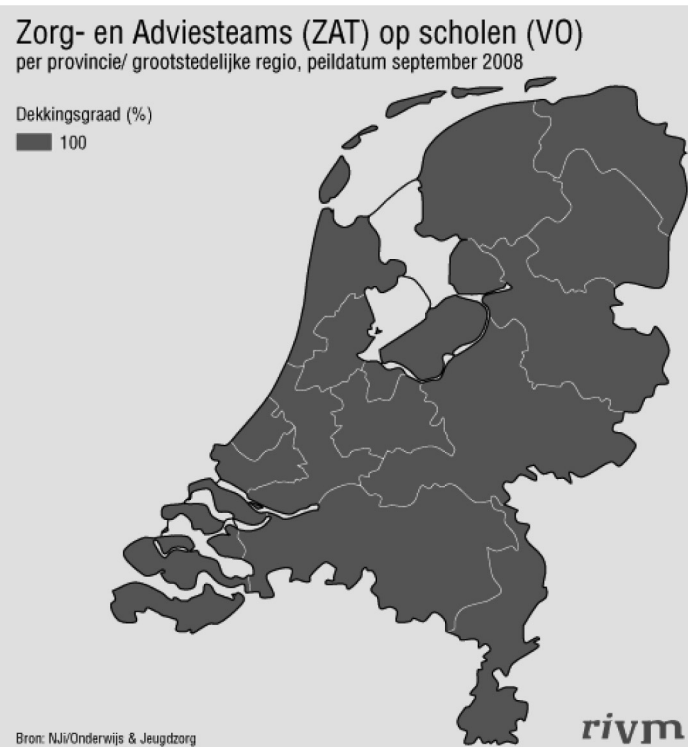 Zorg- en Adviesteams (ZAT) op scholen (VO)
per provincie/ grootstedelijke regio, peildatum september 2008
Dekkingsgraad (%)
100
Bron: NJi/Onderwijs & Jeugdzorg
rivm